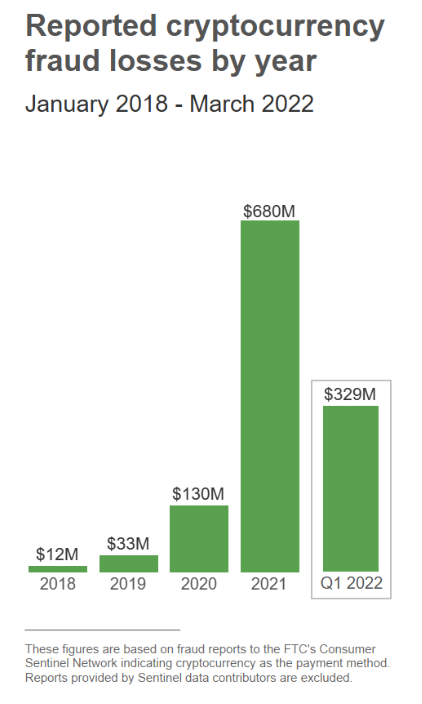 Reported cryptocurrency
fraud losses by year
January 2018 - March 2022
$680M
$329M
$130M
$33M
$12M
2018 2019 2020 2021 Q1 2022
These figures are based on fraud reports to the FTC's Consumer
Sentinel Network indicating cryptocurrency as the payment method.
Reports provided by Sentinel data contributors are excluded.